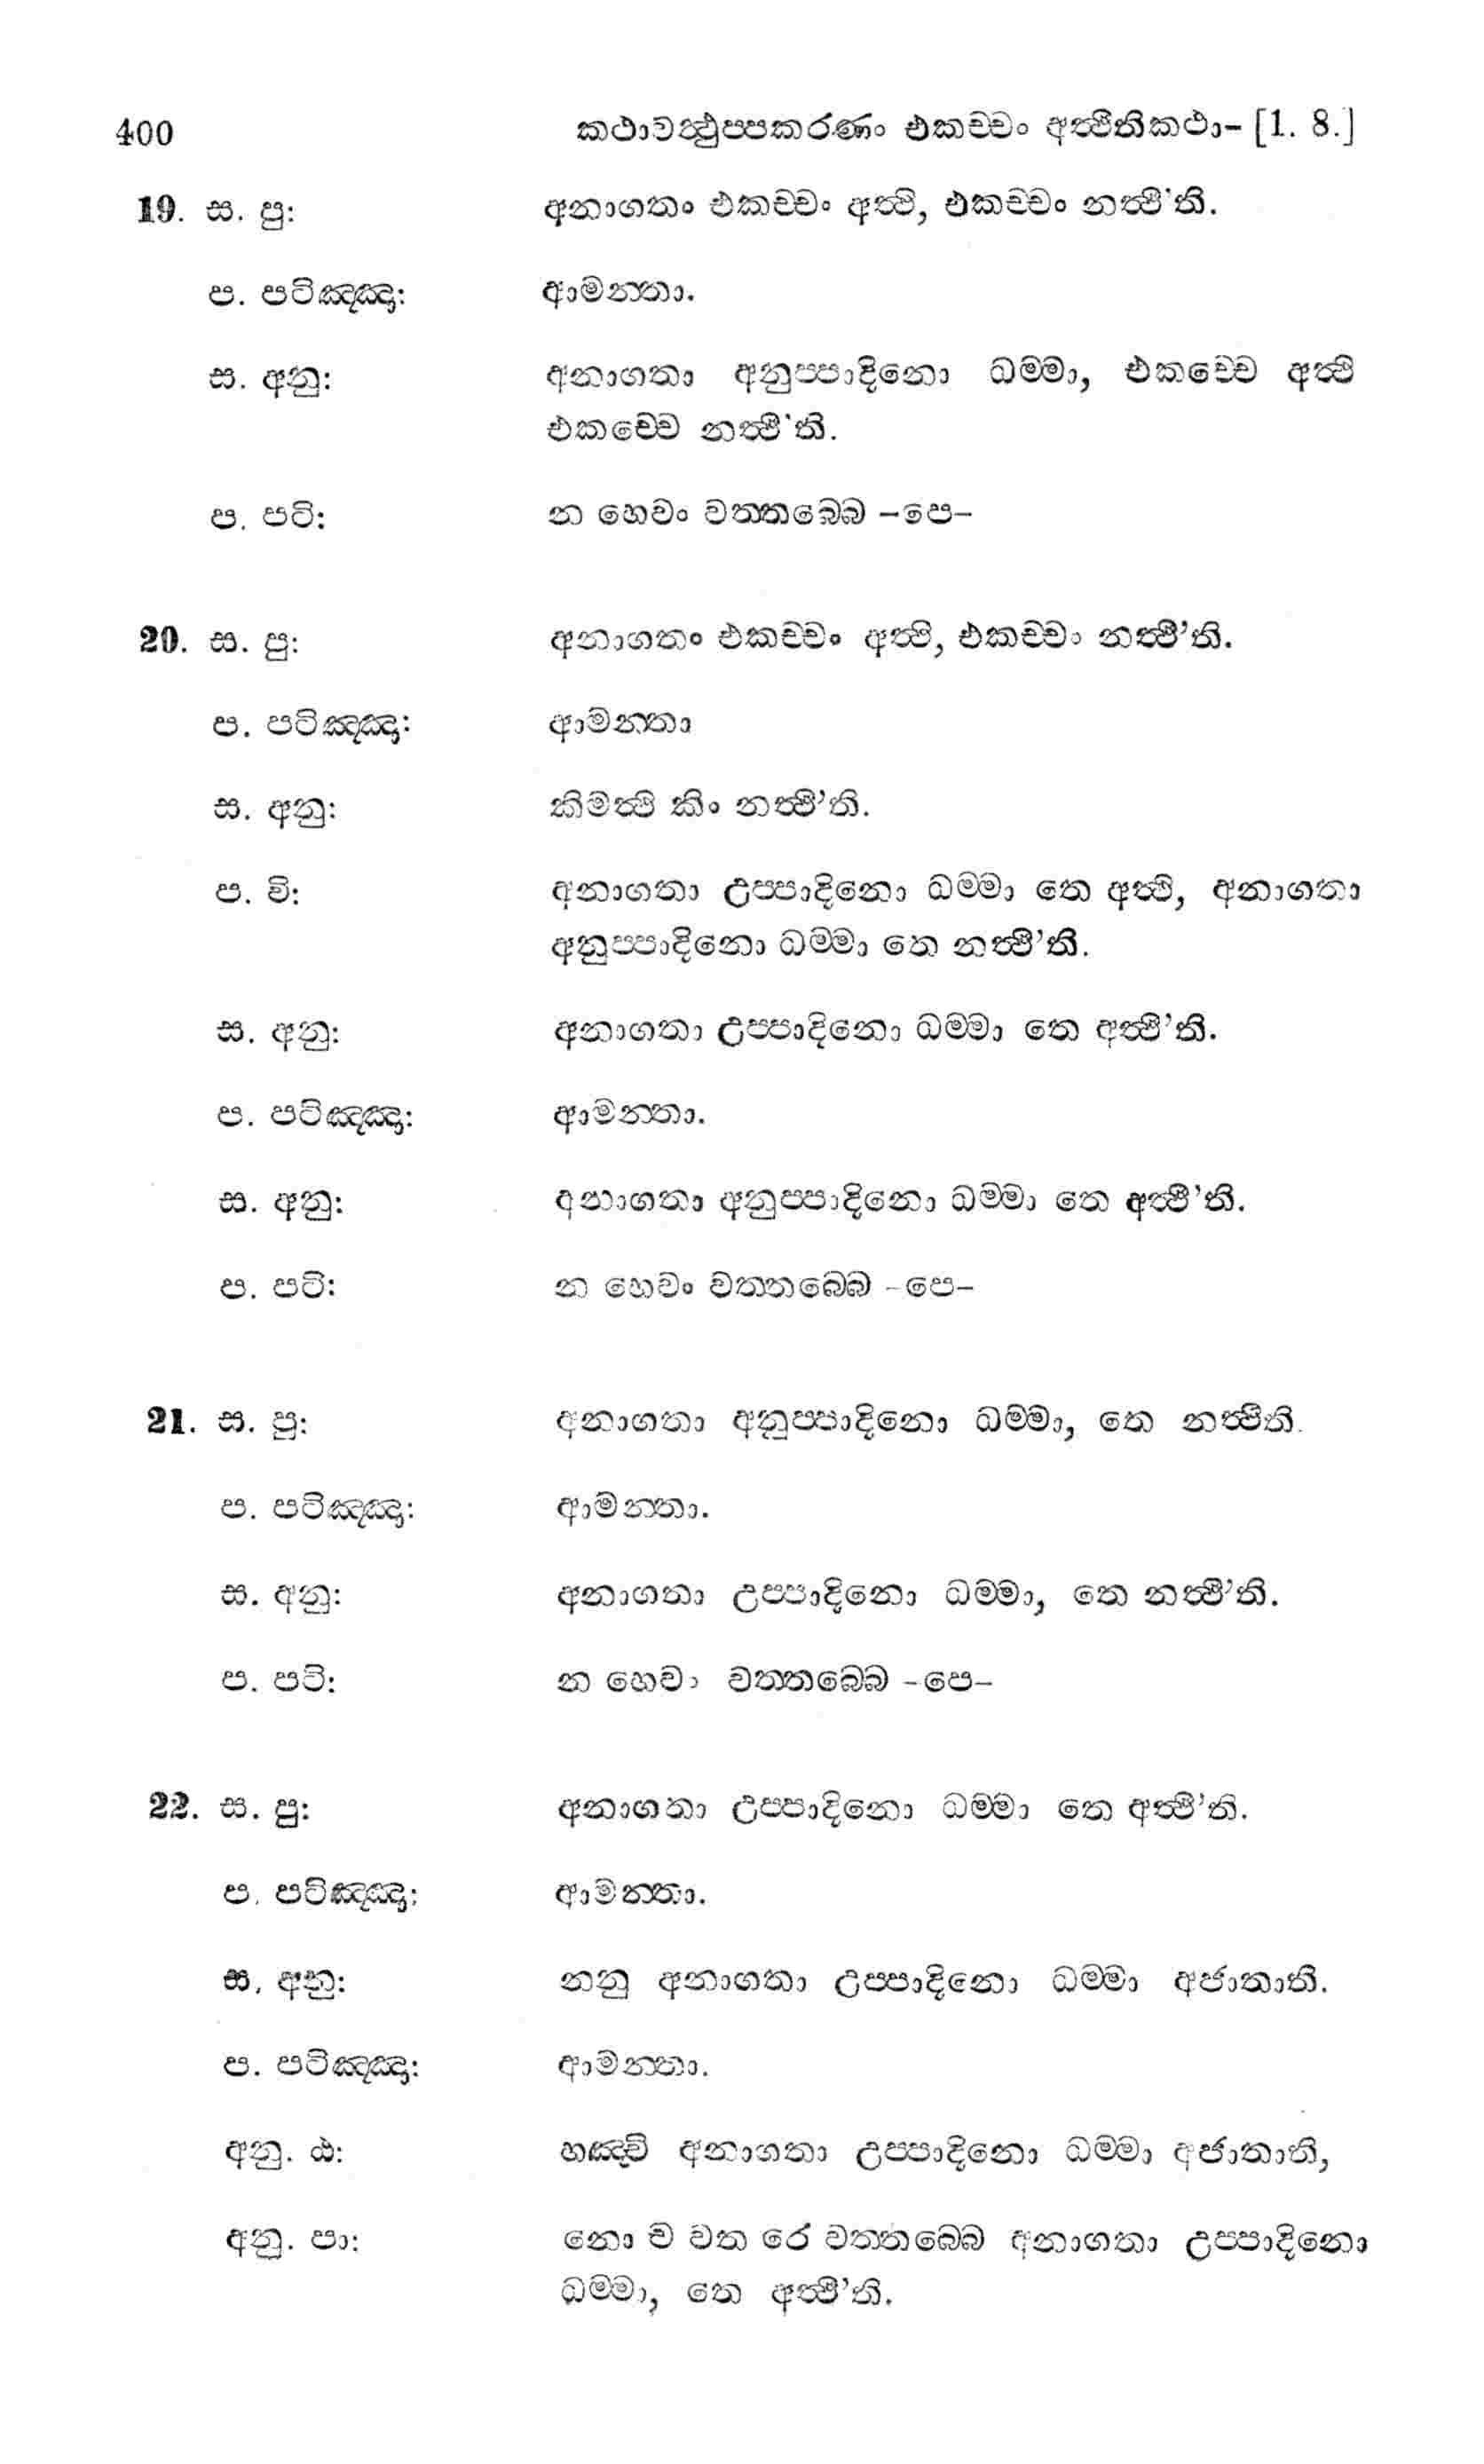 400 කථාවත්ථුප්පකරණං එකච්චං අත්ථීතිකථා- [1. 8.]
19. ස. පු: අනාගතං එකච්චං අත්ථි, එකච්චං නත්ථී'ති.
ප. පටිඤ්ඤා: ආමන්තා.
ස. අනු: අනාගතා අනුප්පාදිනො ධම්මා, එකච්චෙ අත්ථි
එකච්චෙ නත්ථී'ති.
ප. පටි: න හෙවං වත්තබ්බෙ -පෙ-
20. ස. පු: අනාගතං එකච්චං අත්ථි, එකච්චං නත්ථී'ති.
ප. පටිඤ්ඤා: ආමන්තා
ස. අනු: කිමත්ථි කිං නත්ථී'ති.
ප. වි: අනාගතා උප්පාදිනො ධම්මා තෙ අත්ථි, අනාගතා
අනුප්පාදිනො ධම්මා තෙ නත්ථී'ති.
ස. අනු: අනාගතා උප්පාදිනො ධම්මා තෙ අත්ථී'ති.
ප. පටිඤ්ඤා: ආමන්තා.
ස. අනු: අනාගතා අනුප්පාදිනො ධම්මා තෙ අත්ථී'ති.
ප. පටි: න හෙවං වත්තබ්බෙ -පෙ-
21. ස. පු: අනාගතා අනුප්පාදිනො ධම්මා, තෙ නත්ථීති.
ප. පටිඤ්ඤා: ආමන්තා.
ස. අනු: අනාගතා උප්පාදිනො ධම්මා, තෙ නත්ථී'ති.
ප. පටි: න හෙවං වත්තබ්බෙ -පෙ-
22. ස. පු: අනාගතා උප්පාදිනො ධම්මා තෙ අත්ථී'ති.
ප. පටිඤ්ඤා: ආමන්තා.
ස. අනු: නනු අනාගතා උප්පාදිනො ධම්මා අජාතාති.
ප. පටිඤ්ඤා: ආමන්තා.
අනු. ඨ: හඤ්චි අනාගතා උප්පාදිනො ධම්මා අජාතාති,
අනු. පා: නො ච වත රෙ වත්තබ්බෙ අනාගතා උප්පාදිනො
ධම්මා, තෙ අත්ථී'ති.